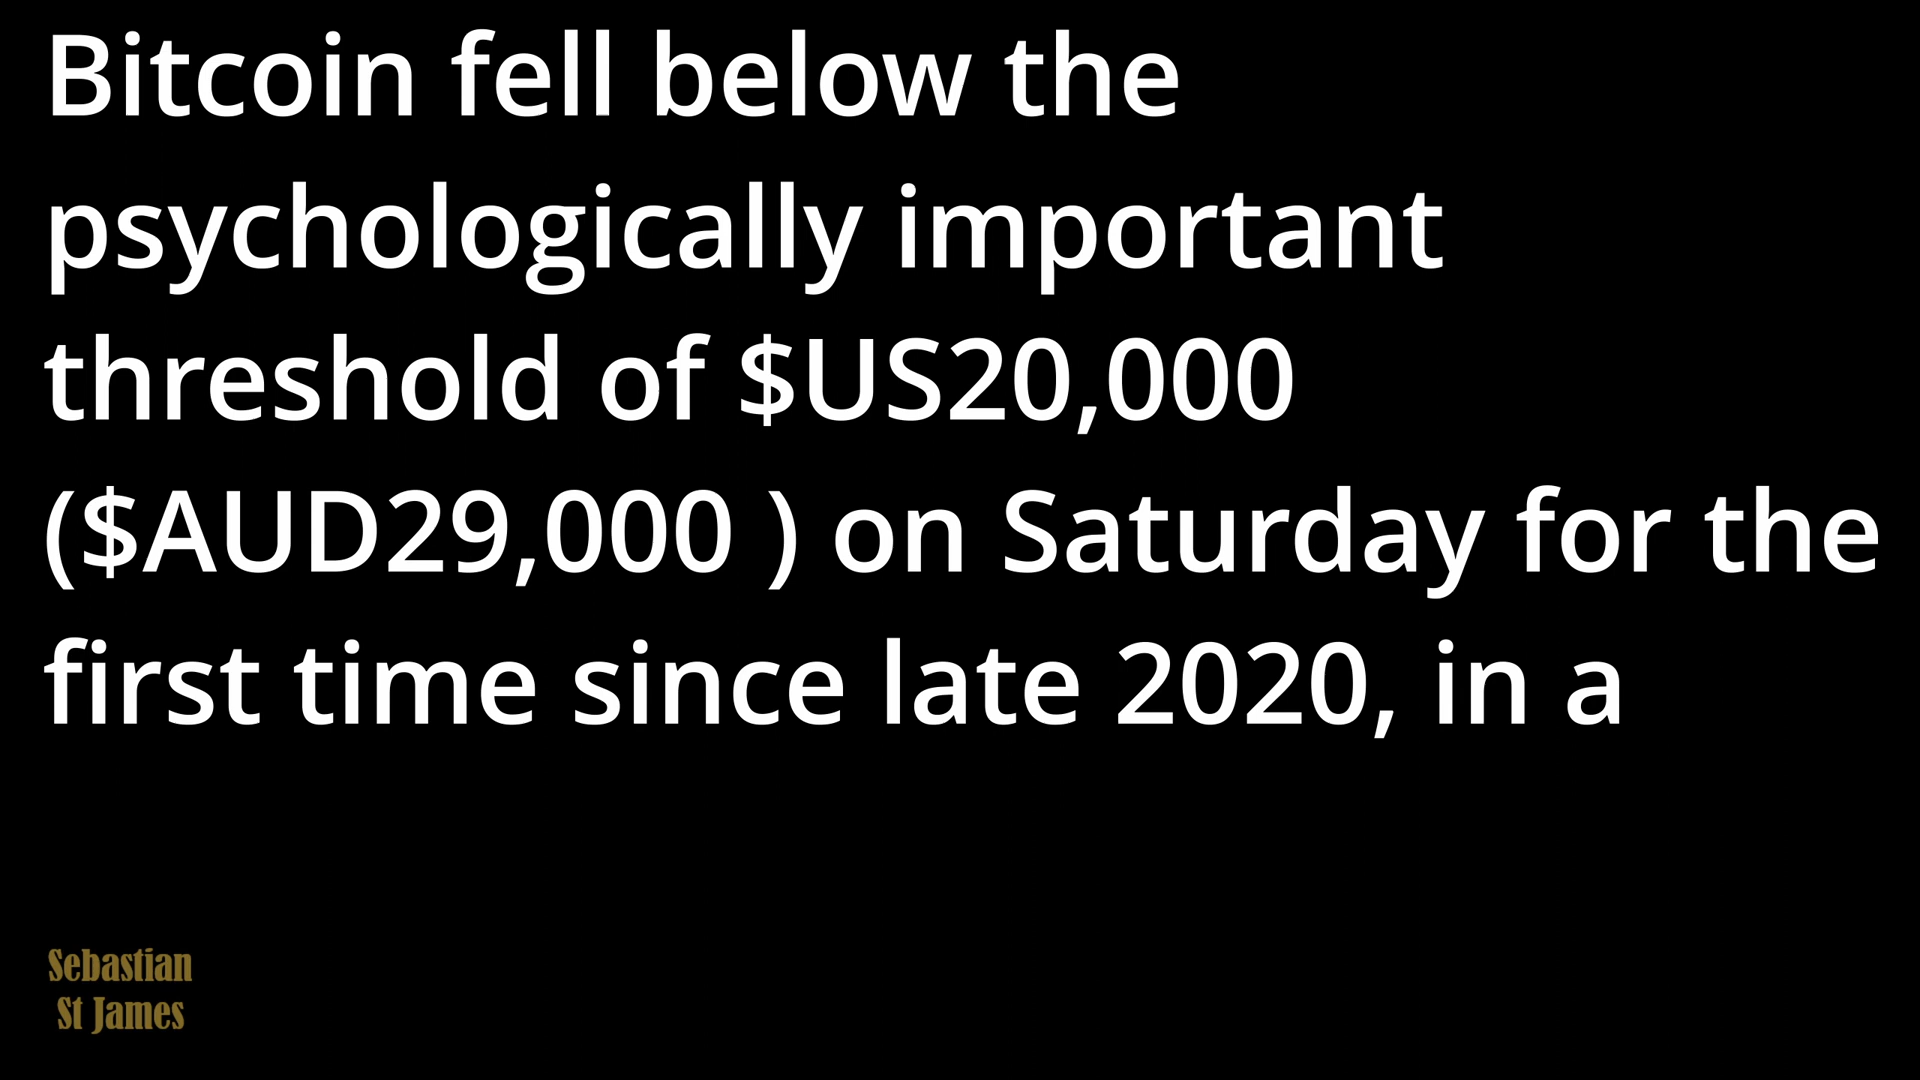 Bitcoin fell below the
psychologically important
threshold of $US20,000
($AUD29,000 ) on Saturday for the
first time since late 2020, in a
Sebastian
St James